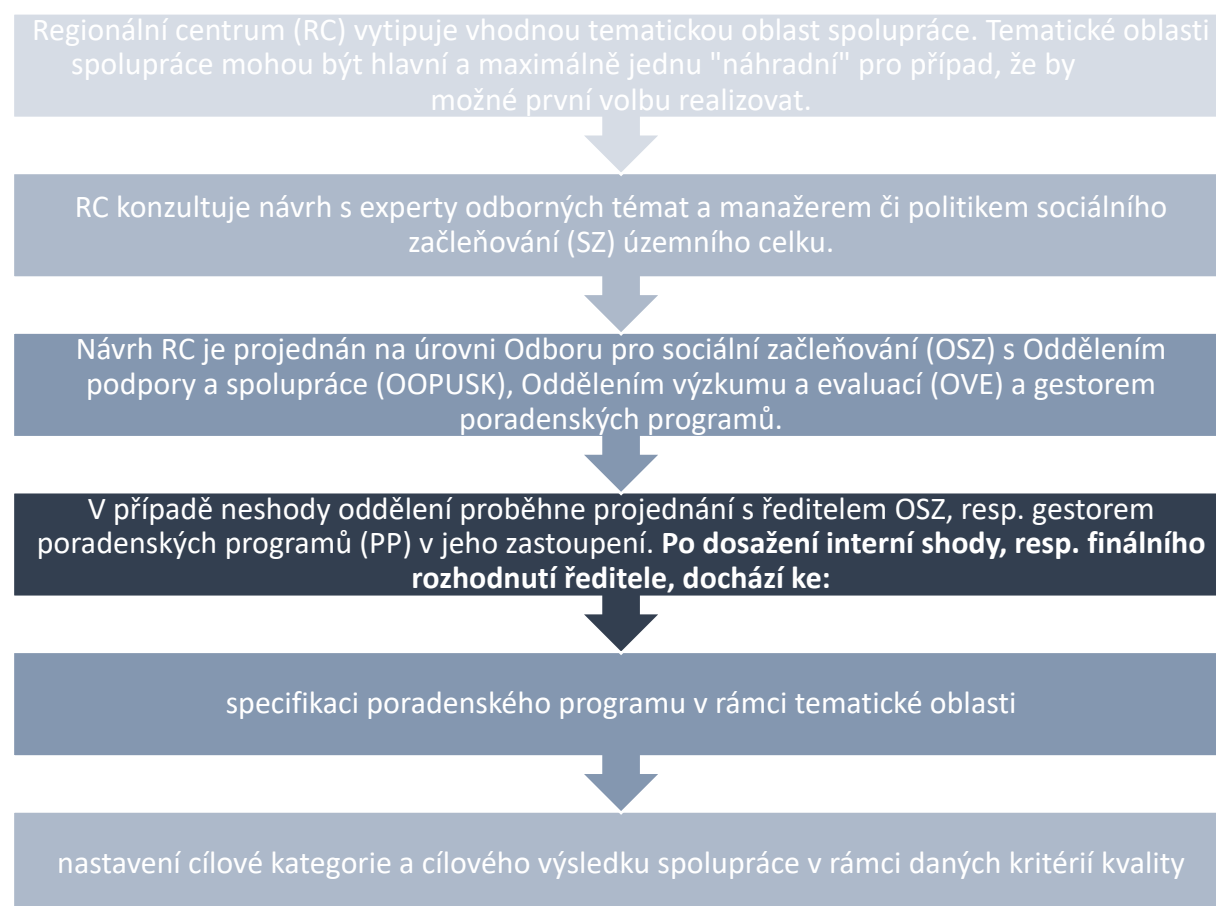 Regionální centrum (RC) vytipuje vhodnou tematickou oblast spolupráce. Tematické oblasti
spolupráce mohou být hlavní a maximálně jednu "náhradní" pro případ, že by
možné první volbu realizovat.
RC konzultuje návrh s experty odborných témat a manažerem či politikem sociálního
začleňování (SZ) územního celku.
Návrh RC je projednán na úrovni Odboru pro sociální začleňování (OSZ) s Oddělením
podpory a spolupráce (OOPUSK), Oddělením výzkumu a evaluací (OVE) a gestorem
poradenských programů.
V případě neshody oddělení proběhne projednání s ředitelem OSZ, resp. gestorem
poradenských programů (PP) v jeho zastoupení. Po dosažení interní shody, resp. finálního
rozhodnutí ředitele, dochází ke:
specifikaci poradenského programu v rámci tematické oblasti
nastavení cílové kategorie a cílového výsledku spolupráce v rámci daných kritérií kvality